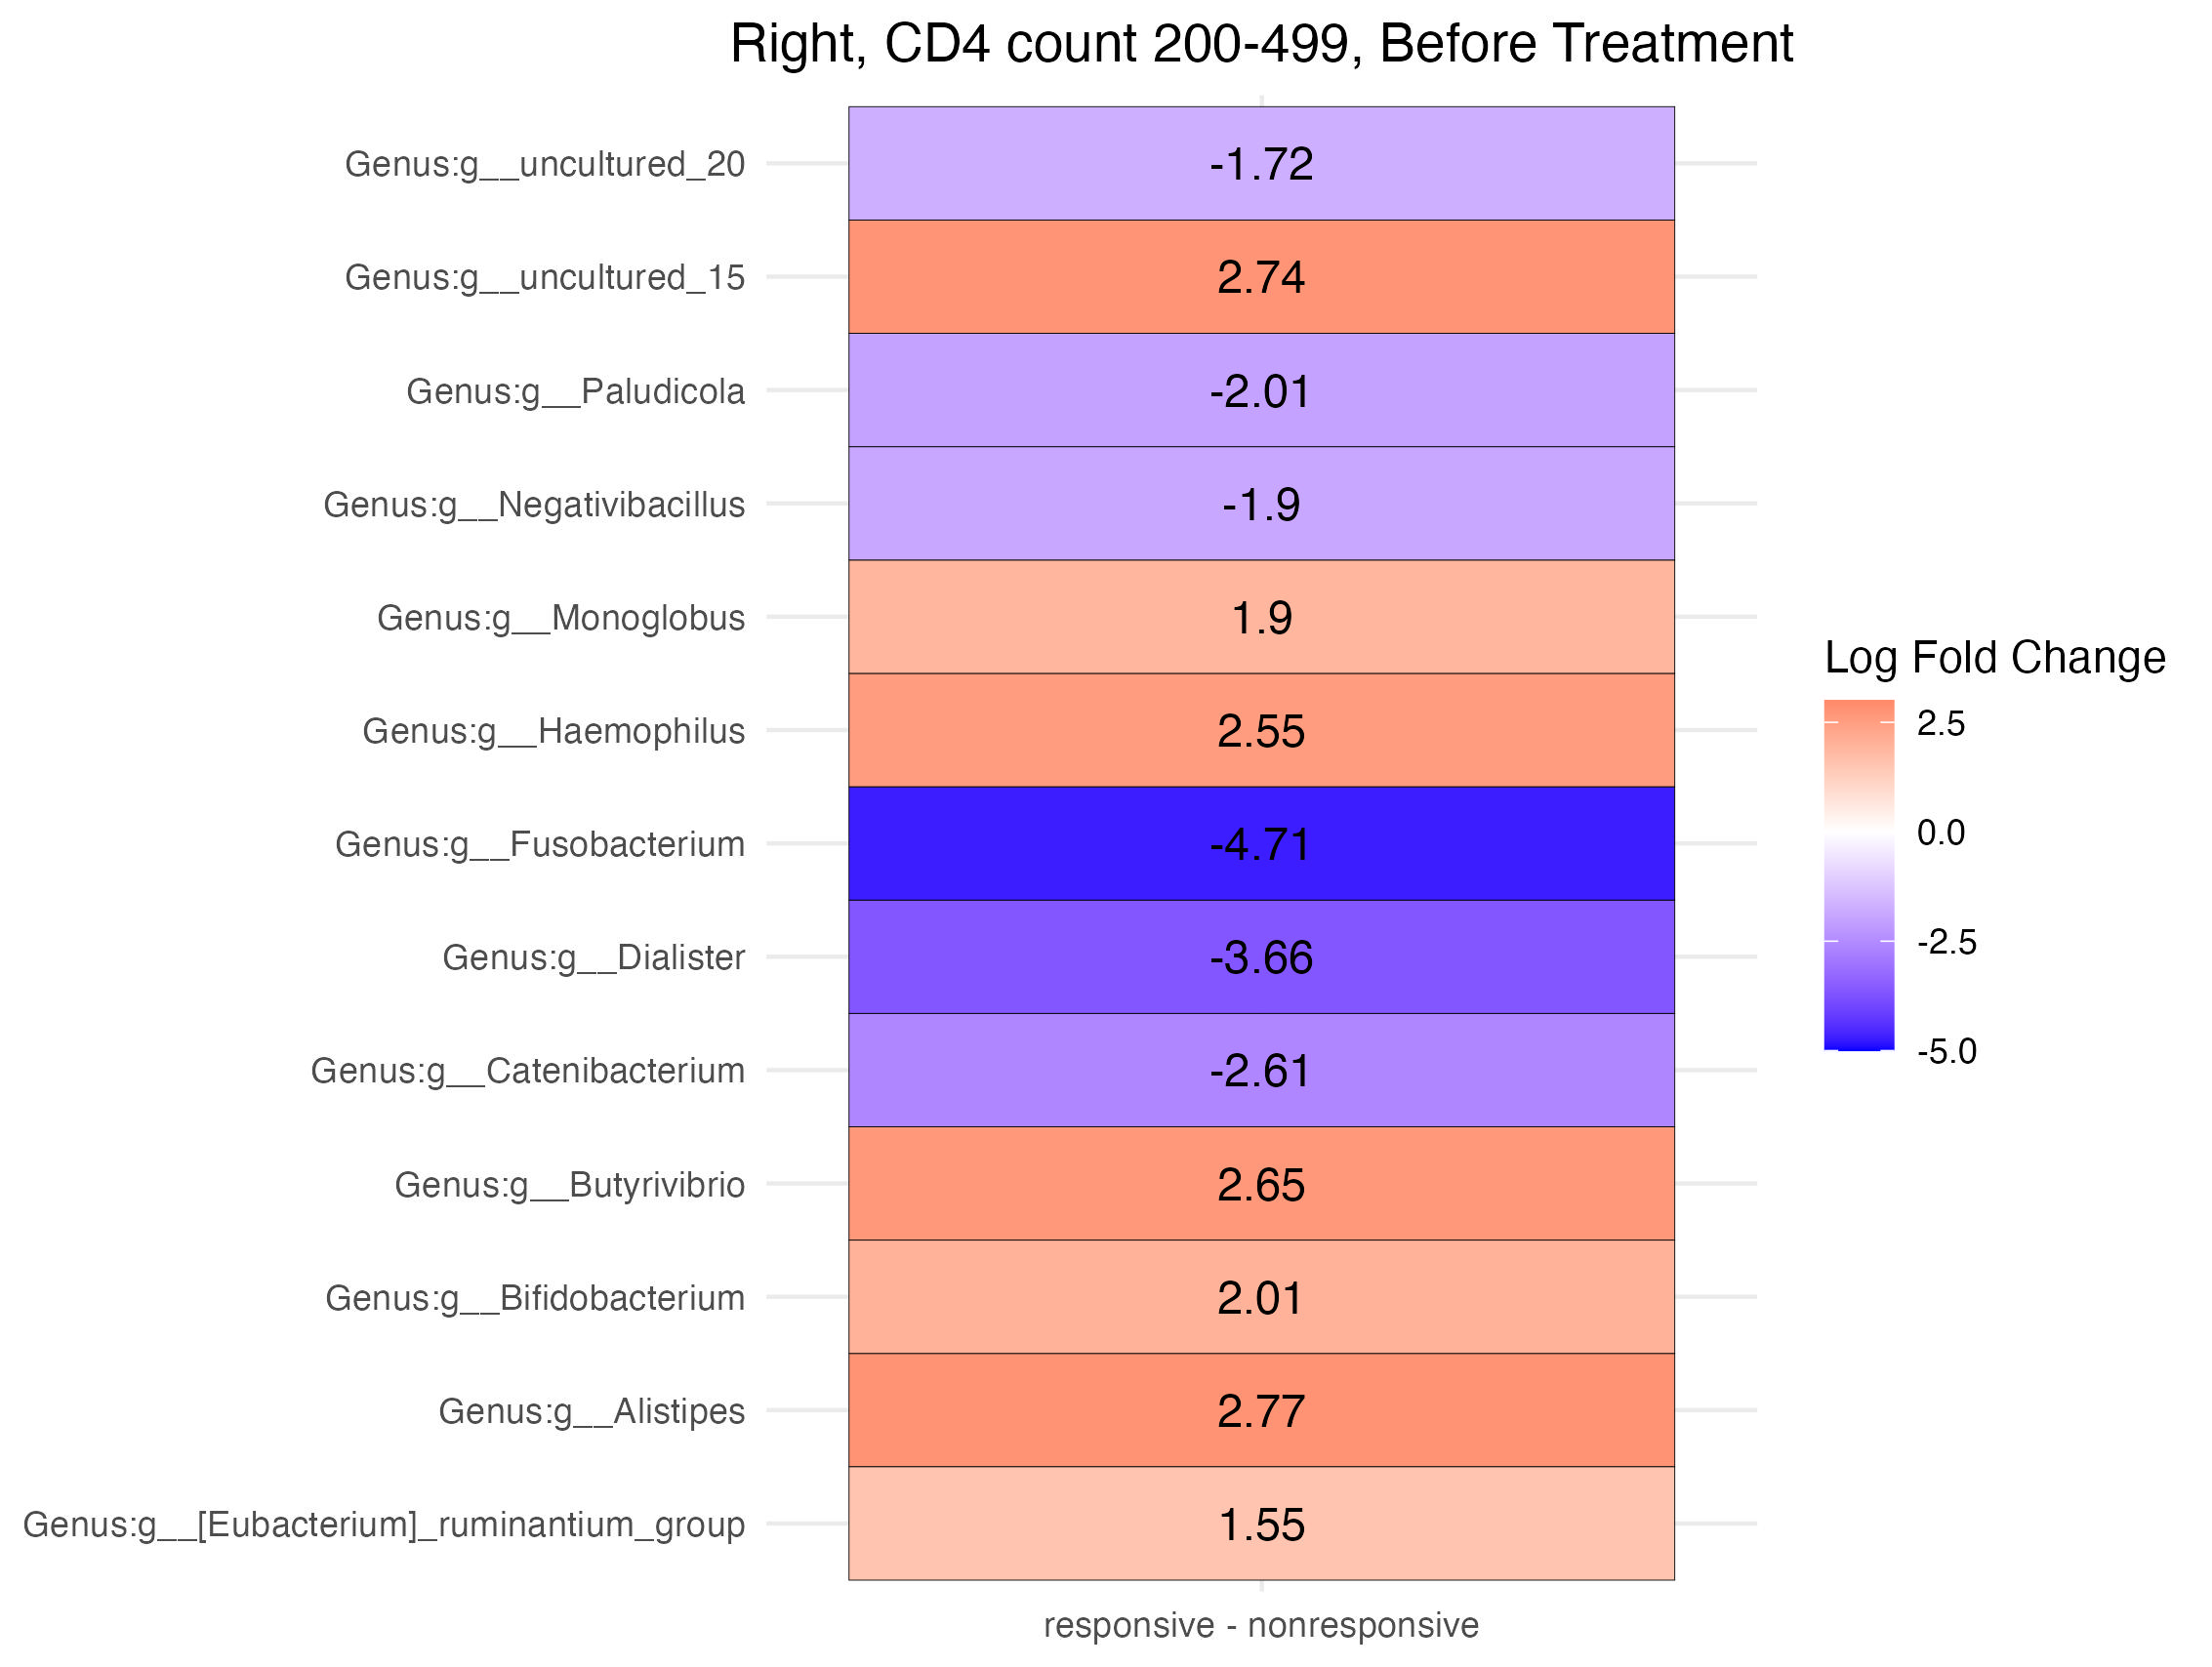 Right, CD4 count 200-499, Before Treatment
Genus:g__uncultured_20 -1.72
Genus:g__uncultured_15 2.74
Genus:g__Paludicola -2.01
Genus:g__Negativibacillus -1.9
Genus:g__Monoglobus 1.9
Genus:g__Haemophilus 2.55
Genus:g__Fusobacterium -4.71
Genus:g__Dialister -3.66
Genus:g__Catenibacterium -2.61
Genus:g__Butyrivibrio 2.65
Genus:g__Bifidobacterium 2.01
Genus:g__Alistipes 2.77
Genus:g__[Eubacterium]_ruminantium_group 1.55
responsive - nonresponsive
Log Fold Change
2.5
0.0
-2.5
-5.0